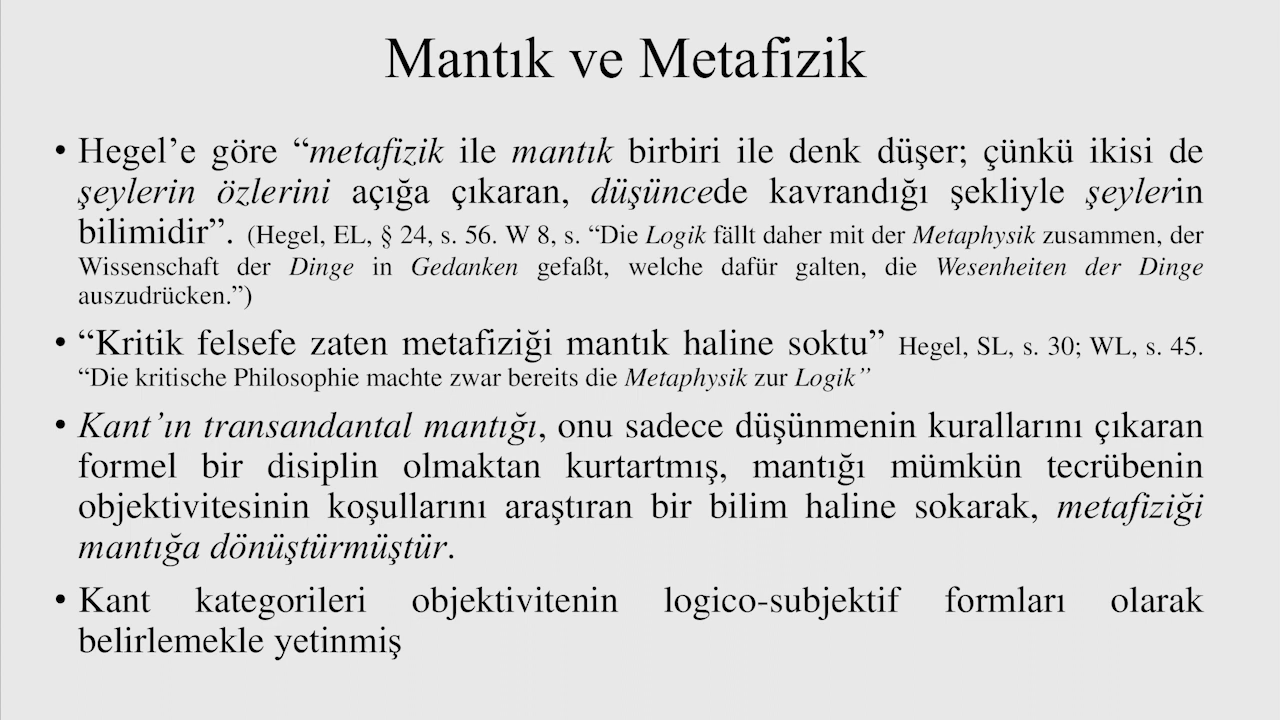 Mantık ve Metafizik
• Hegel’e göre “metafizik ile mantık birbiri ile denk düşer; çünkü ikisi de
şeylerin özlerini açığa çıkaran, düşüncede kavrandığı şekliyle şeylerin
bilimidir”. (Hegel, EL, § 24, s. 56. W 8, s. “Die Logik fällt daher mit der Metaphysik zusammen, der
Wissenschaft der Dinge in Gedanken gefaßt, welche dafür galten, die Wesenheiten der Dinge
auszudrücken.”)
• “Kritik felsefe zaten metafiziği mantık haline soktu” Hegel, SL, s. 30; WL, s. 45.
“Die kritische Philosophie machte zwar bereits die Metaphysik zur Logik”
• Kant’ın transandantal mantığı, onu sadece düşünmenin kurallarını çıkaran
formel bir disiplin olmaktan kurtartmış, mantığı mümkün tecrübenin
objektivitesinin koşullarını araştıran bir bilim haline sokarak, metafiziği
mantığa dönüştürmüştür.
• Kant kategorileri objektivitenin logico-subjektif formları olarak
belirlemekle yetinmiş